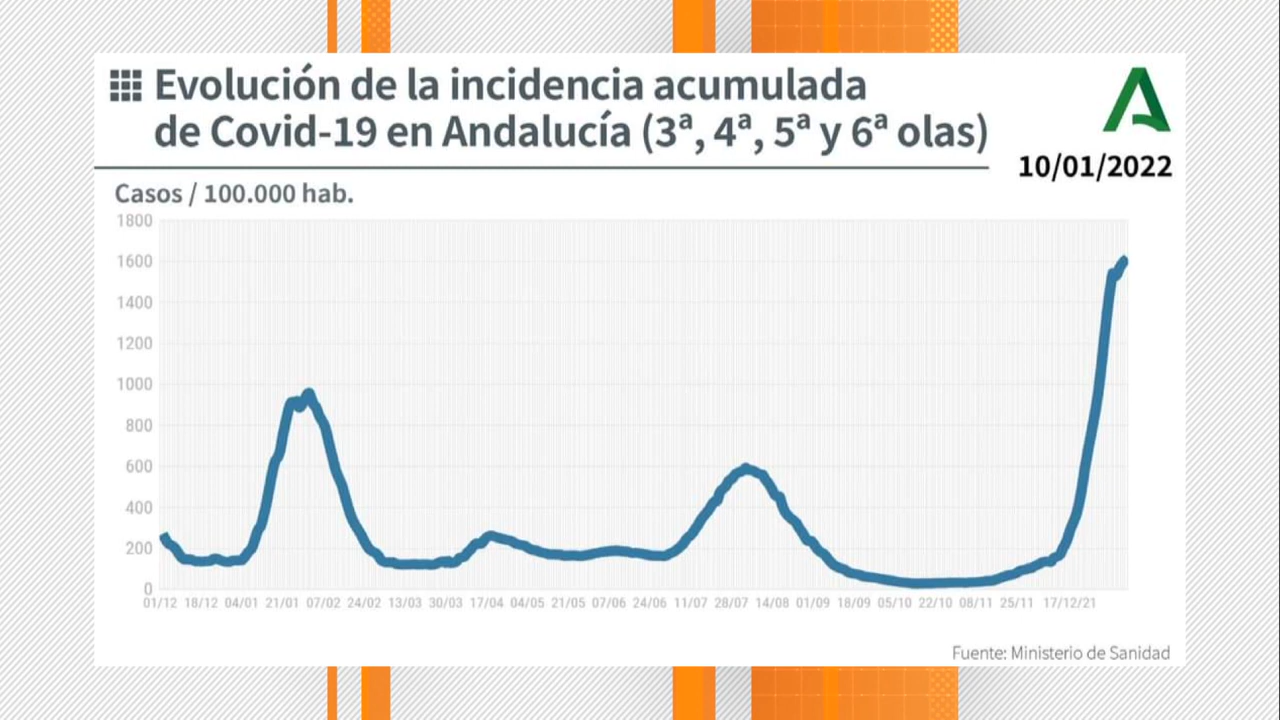 Evolución de la incidencia acumulada
de Covid-19 en Andalucía (3ª, 4ª, 5ª y 6ª olas)
10/01/2022
Casos / 100.000 hab.
1800
1600
1400
1200
1000
800
600
400
200
0
01/12 18/12 04/01 21/01 07/02 24/02 13/03 30/03 17/04 04/05 21/05 07/06 24/06 11/07 28/07 14/08 01/09 18/09 05/10 22/10 08/11 25/11 17/12/21
Fuente: Ministerio de Sanidad